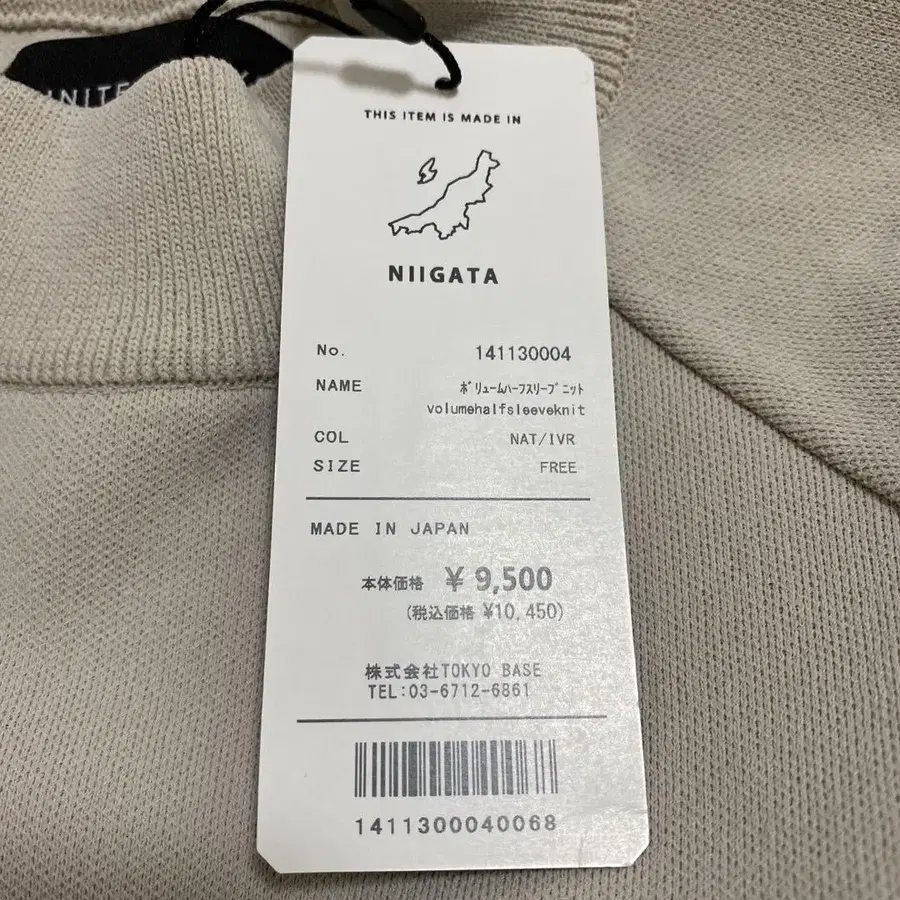 UNITE
THIS ITEM IS MADE IN
NIIGATA
No. 141130004
NAME ﾎﾞﾘｭｰﾑﾊｰﾌｽﾘｰﾌﾞﾆｯﾄ
volumehalfsleeveknit
COL NAT/IVR
SIZE FREE
MADE IN JAPAN
本体価格 ¥ 9,500
(税込価格 ¥10,450)
株式会社TOKYO BASE
TEL:03-6712-6861
1411300040068